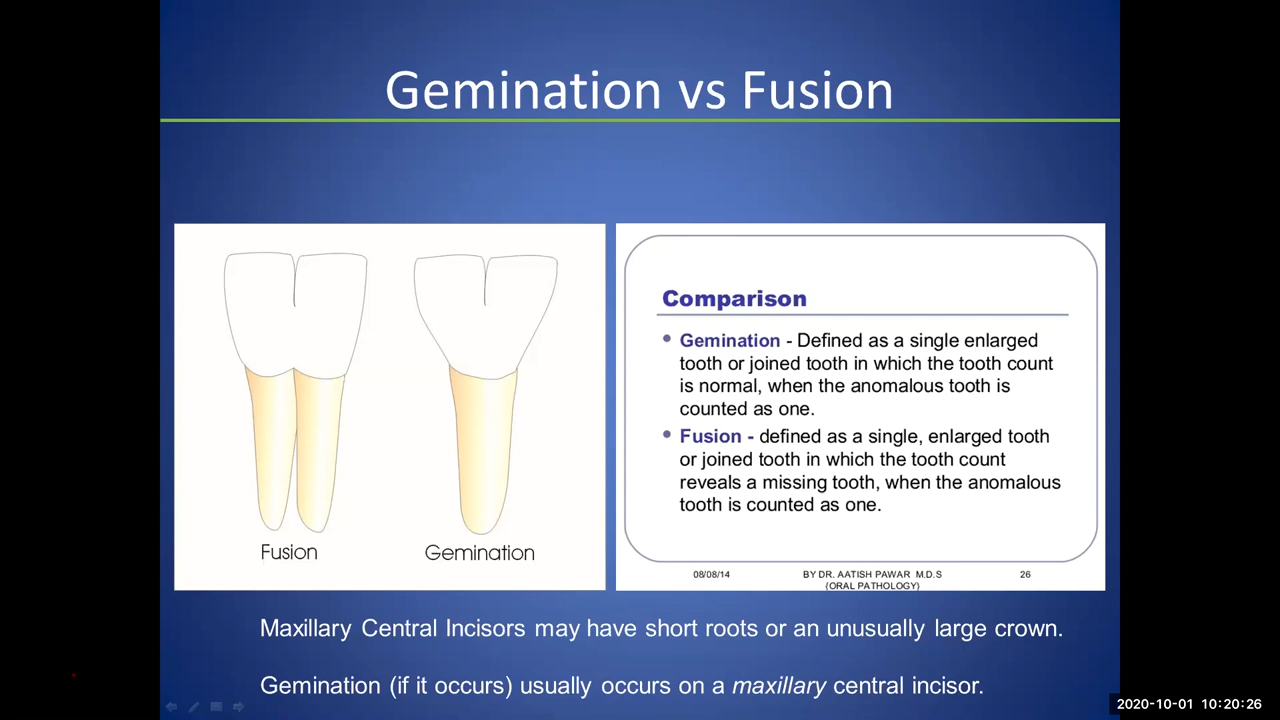 Gemination vs Fusion
Fusion
Gemination
Comparison
• Gemination - Defined as a single enlarged
tooth or joined tooth in which the tooth count
is normal, when the anomalous tooth is
counted as one.
• Fusion - defined as a single, enlarged tooth
or joined tooth in which the tooth count
reveals a missing tooth, when the anomalous
tooth is counted as one.
08/08/14
BY DR. AATISH PAWAR M.D.S
(ORAL PATHOLOGY)
26
Maxillary Central Incisors may have short roots or an unusually large crown.
Gemination (if it occurs) usually occurs on a maxillary central incisor.
2020-10-01 10:20:26